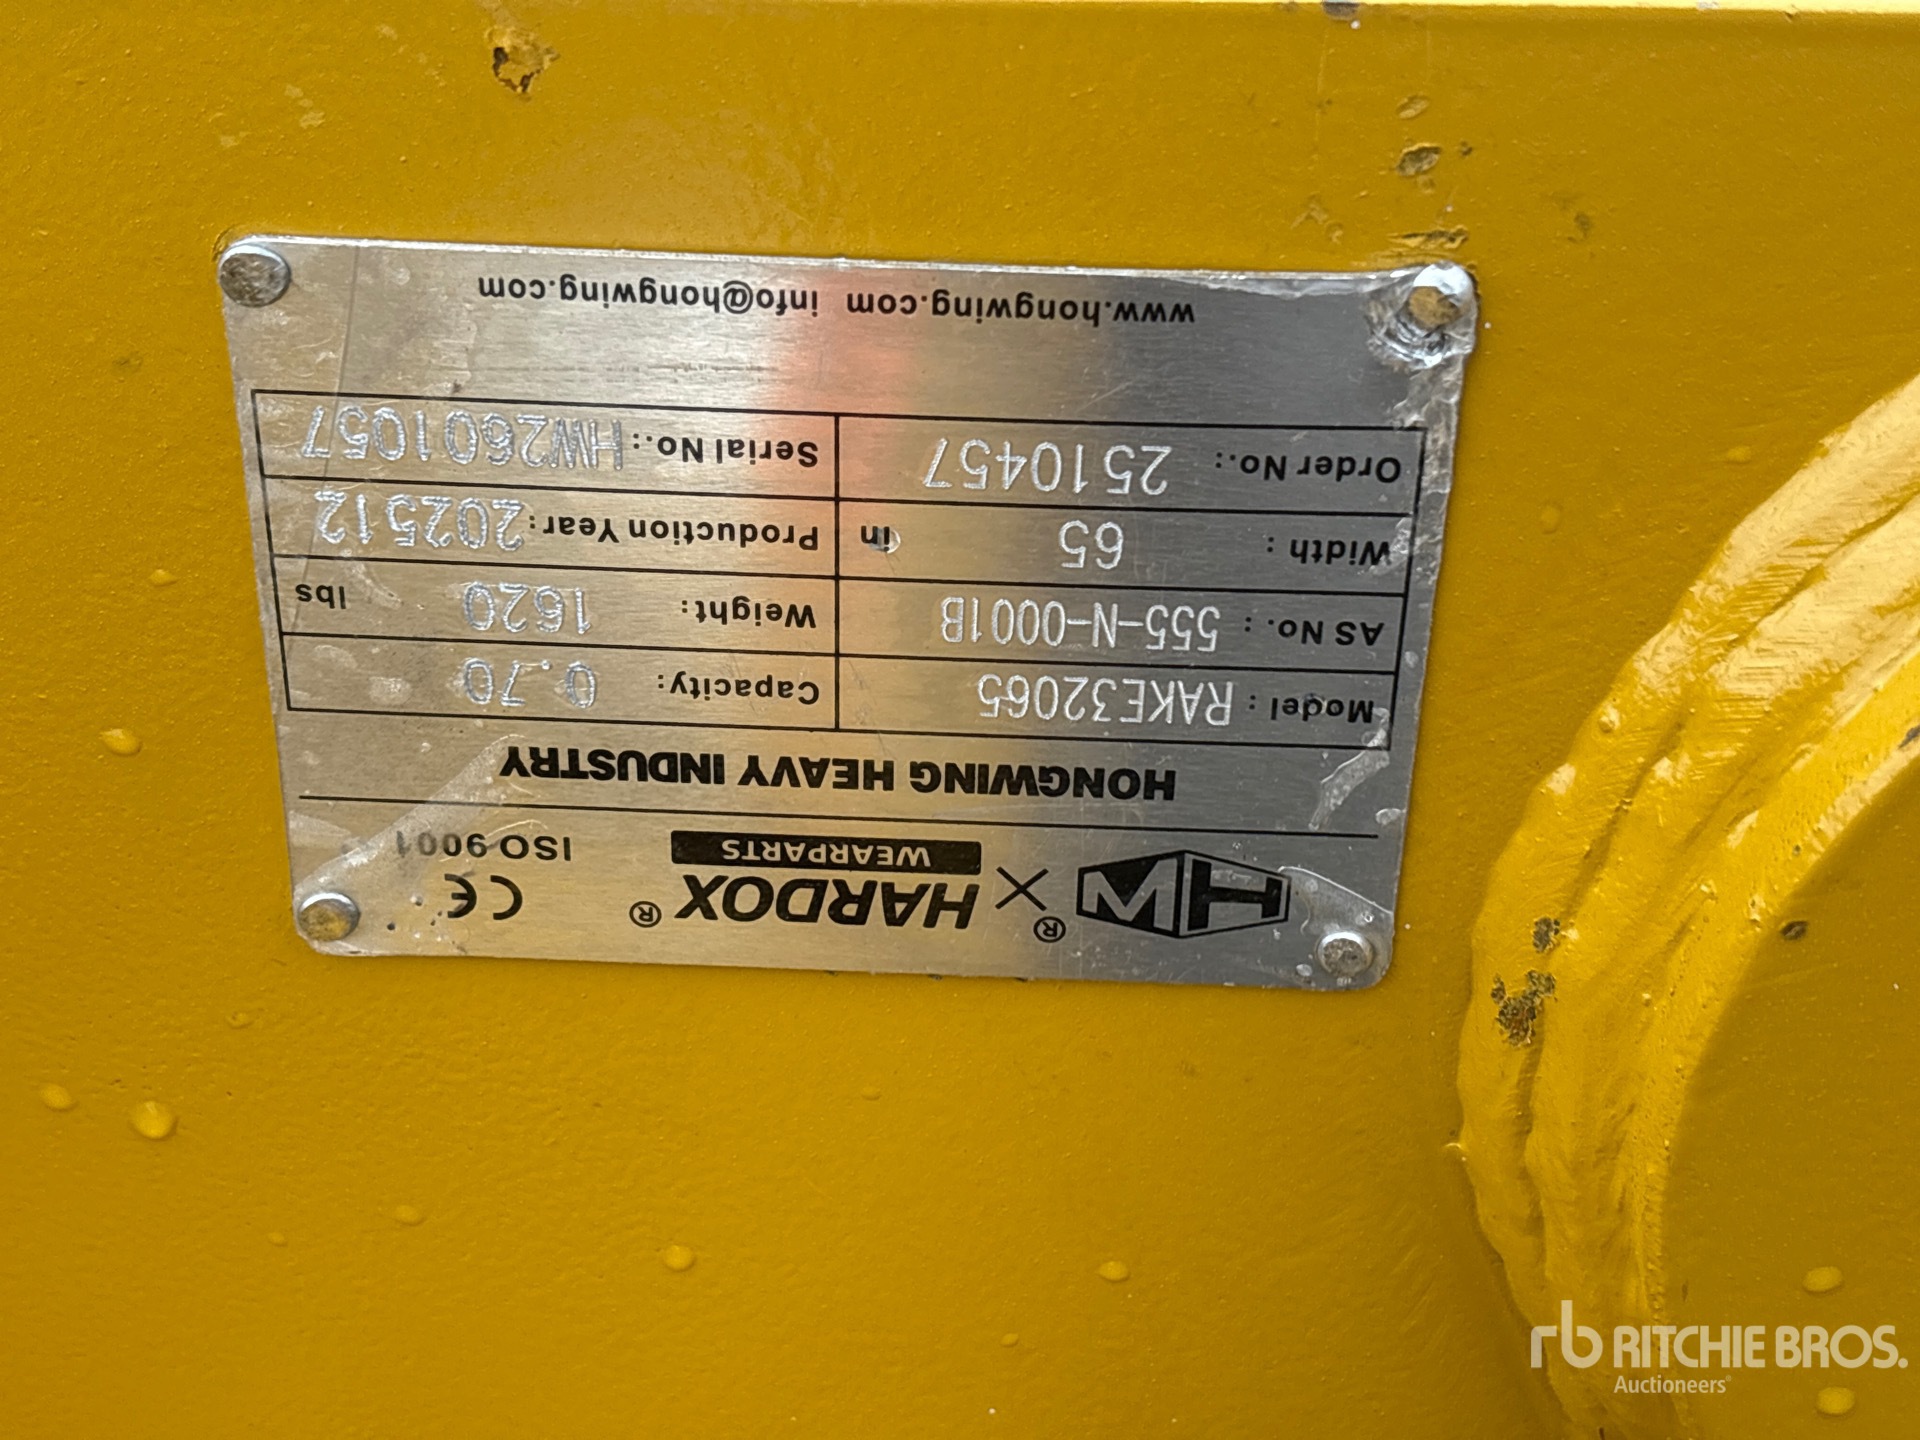 HW® X HARDOX® CE
WEARPARTS ISO 9001
HONGWING HEAVY INDUSTRY
Model: RAKE32065 Capacity: 0.70
AS No.: 555-N-0001B Weight: 1620 lbs
Width: 65 in Production Year: 202512
Order No.: 2510457 Serial No.: HW2601057
www.hongwing.com info@hongwing.com
rb RITCHIE BROS.
Auctioneers